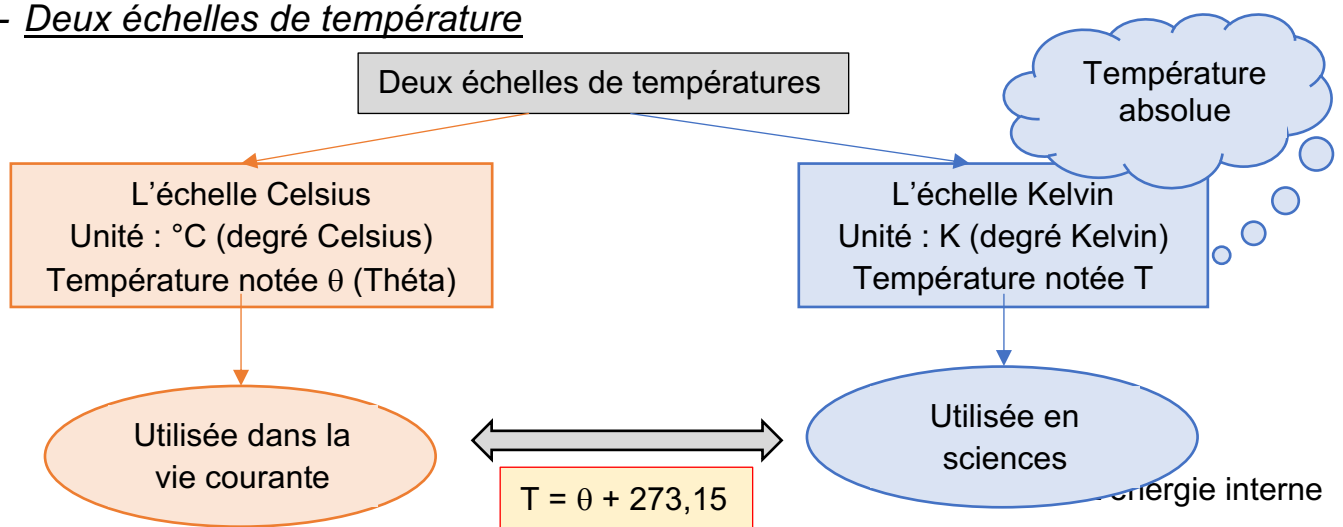 - Deux échelles de température
Deux échelles de températures
Température
absolue
L’échelle Celsius
Unité : °C (degré Celsius)
Température notée θ (Théta)
L’échelle Kelvin
Unité : K (degré Kelvin)
Température notée T
Utilisée dans la
vie courante
Utilisée en
sciences
T = θ + 273,15
énergie interne